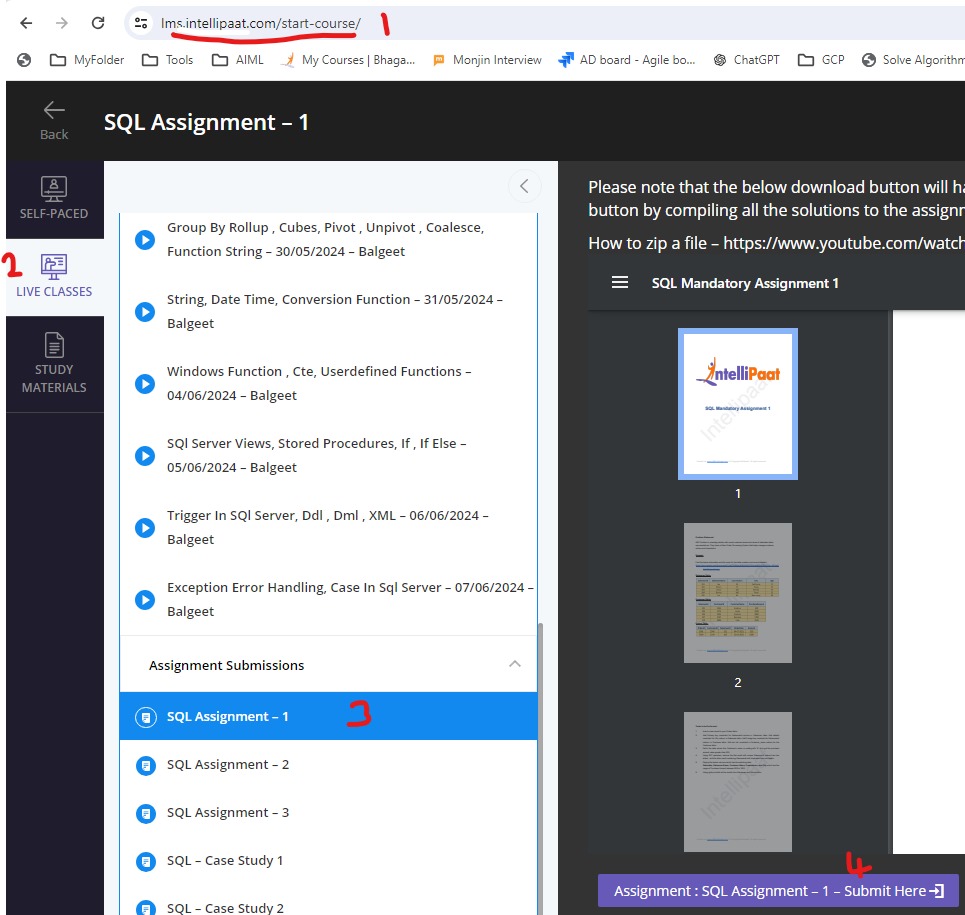 lms.intellipaat.com/start-course/ 1
MyFolder Tools AIML My Courses | Bhaga... Monjin Interview AD board - Agile bo... ChatGPT GCP Solve Algorithm
Back
SQL Assignment – 1
SELF-PACED
2
LIVE CLASSES
STUDY
MATERIALS
Group By Rollup , Cubes, Pivot , Unpivot , Coalesce,
Function String – 30/05/2024 – Balgeet
String, Date Time, Conversion Function – 31/05/2024 –
Balgeet
Windows Function , Cte, Userdefined Functions –
04/06/2024 – Balgeet
SQl Server Views, Stored Procedures, If , If Else –
05/06/2024 – Balgeet
Trigger In SQl Server, Ddl , Dml , XML – 06/06/2024 –
Balgeet
Exception Error Handling, Case In Sql Server – 07/06/2024 –
Balgeet
Assignment Submissions
SQL Assignment – 1 3
SQL Assignment – 2
SQL Assignment – 3
SQL – Case Study 1
SQL – Case Study 2
Please note that the below download button will ha
button by compiling all the solutions to the assignm
How to zip a file – https://www.youtube.com/watch
SQL Mandatory Assignment 1
IntelliPaat
SQL Mandatory Assignment 1
Intellipaat
1
2
Intellipaat
4
Assignment : SQL Assignment – 1 – Submit Here